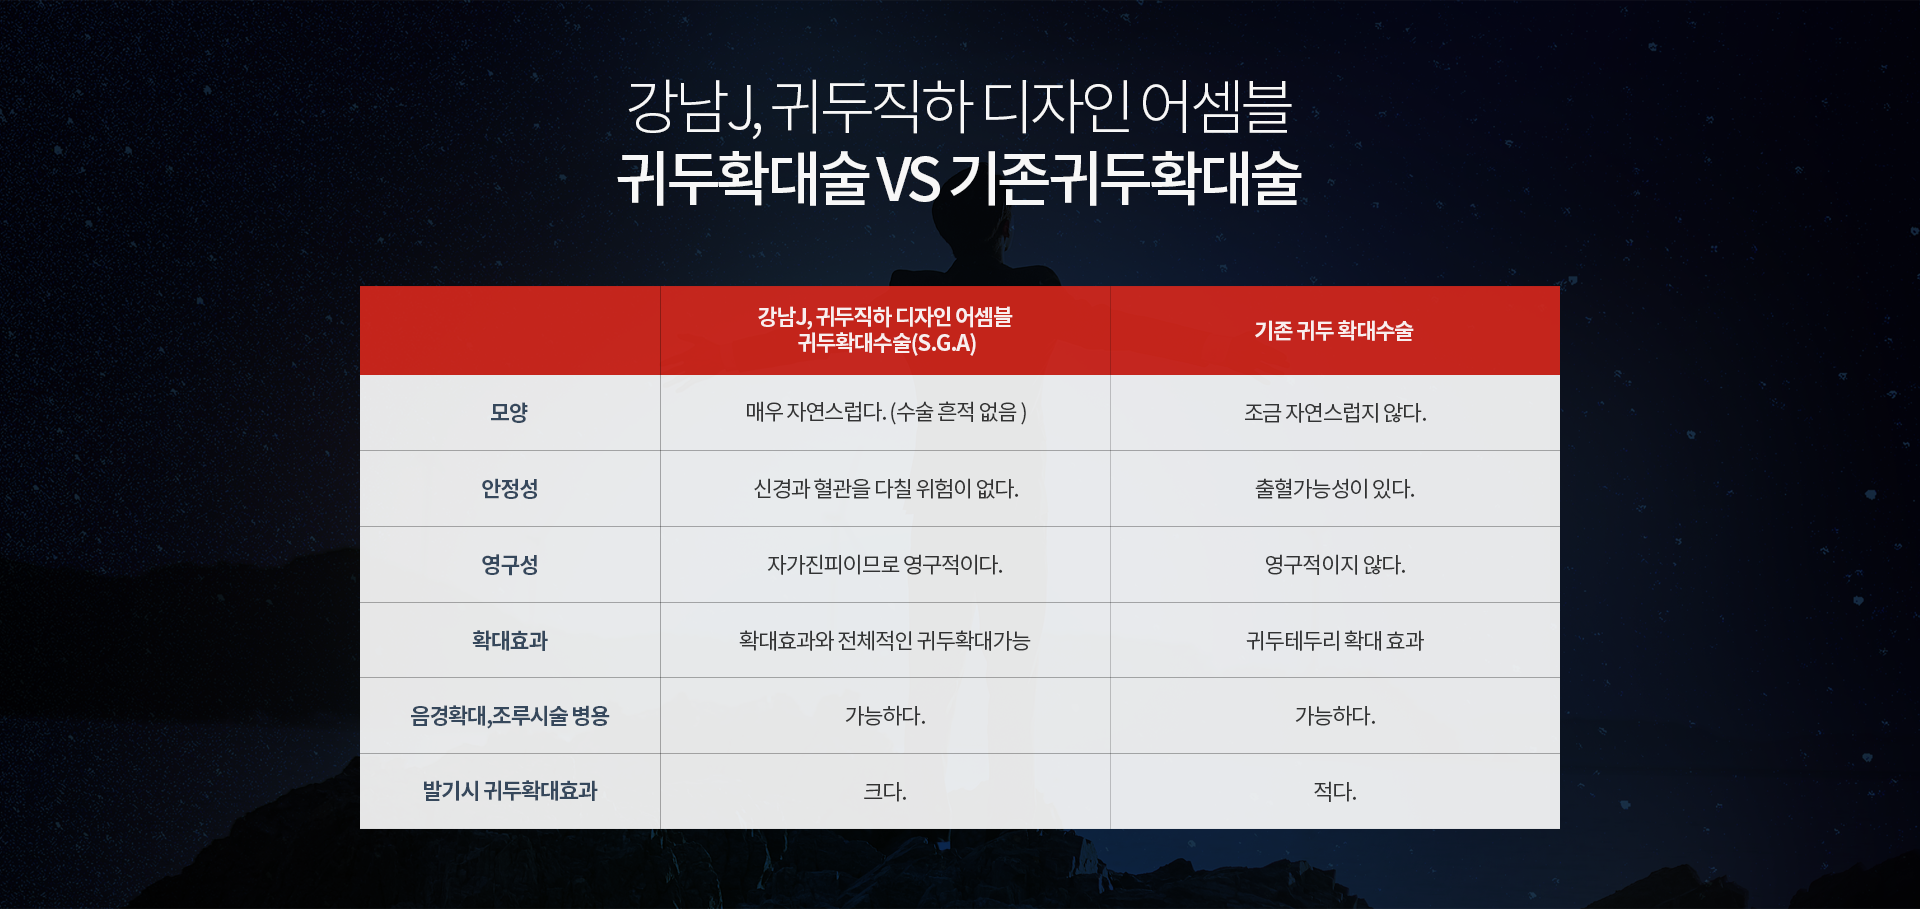 강남J, 귀두직하 디자인 어셈블
귀두확대술 VS 기존귀두확대술
강남J, 귀두직하 디자인 어셈블
귀두확대수술(S.G.A)
기존 귀두 확대수술
모양
매우 자연스럽다. (수술 흔적 없음 )
조금 자연스럽지 않다.
안정성
신경과 혈관을 다칠 위험이 없다.
출혈가능성이 있다.
영구성
자가진피이므로 영구적이다.
영구적이지 않다.
확대효과
확대효과와 전체적인 귀두확대가능
귀두테두리 확대 효과
음경확대,조루시술 병용
가능하다.
가능하다.
발기시 귀두확대효과
크다.
적다.